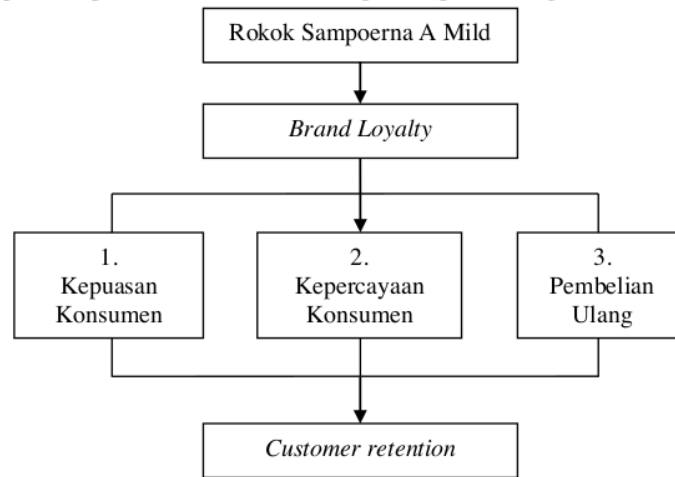 Rokok Sampoerna A Mild
Brand Loyalty
1.
Kepuasan
Konsumen
2.
Kepercayaan
Konsumen
3.
Pembelian
Ulang
Customer retention